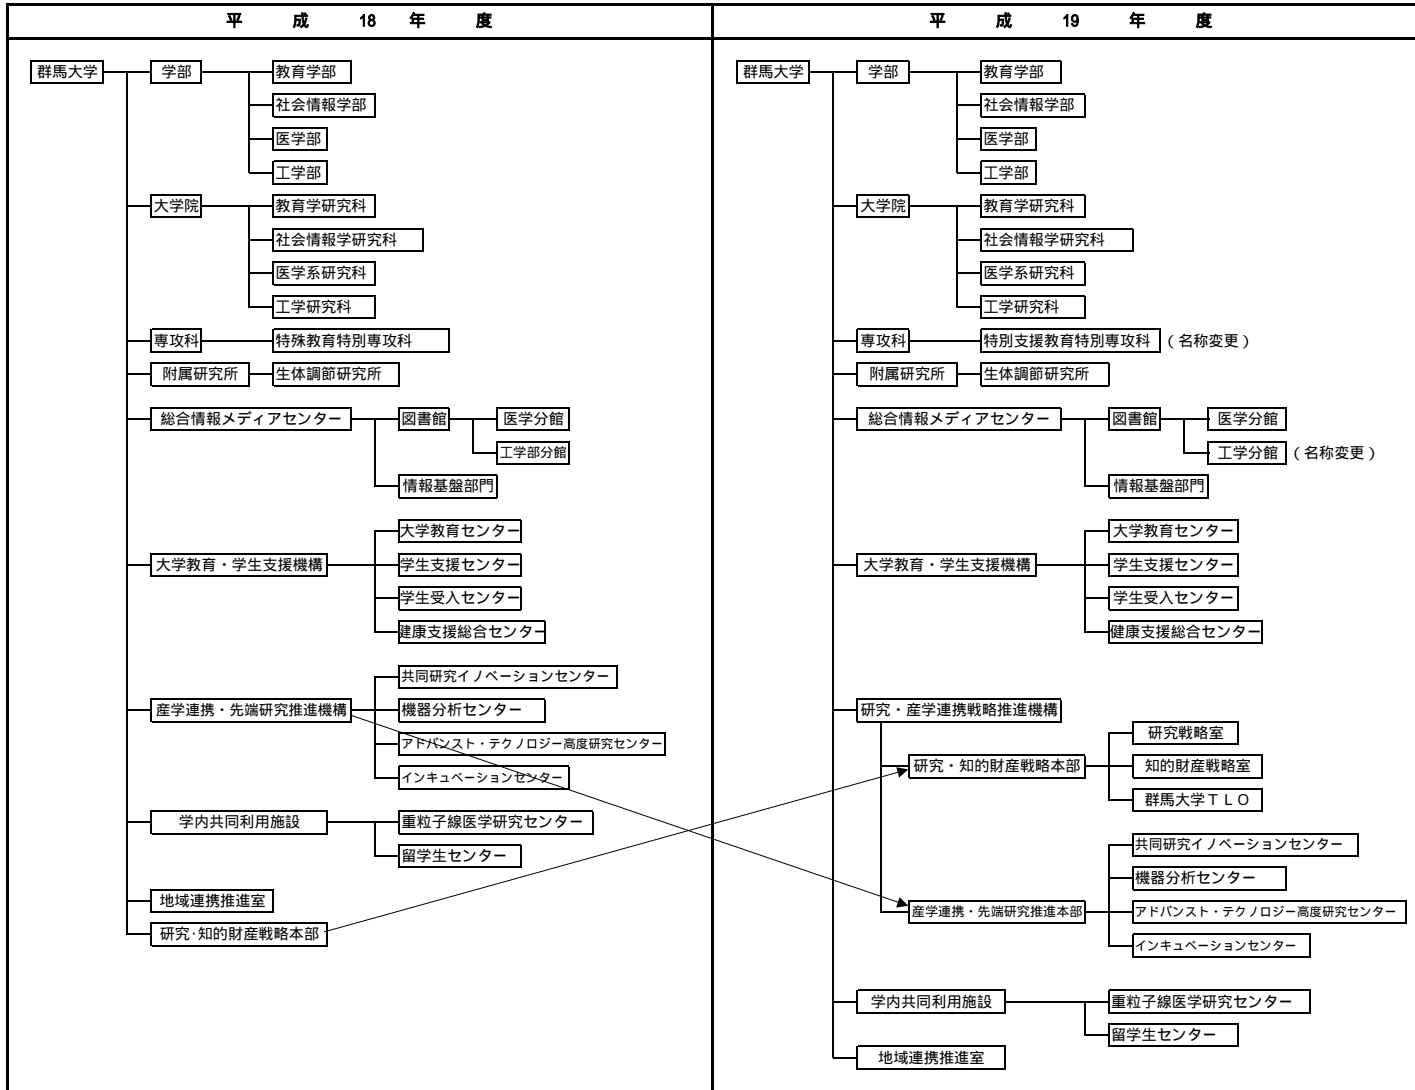 平成18年度
群馬大学
学部
教育学部
社会情報学部
医学部
工学部
大学院
教育学研究科
社会情報学研究科
医学系研究科
工学研究科
専攻科
特殊教育特別専攻科
附属研究所
生体調節研究所
総合情報メディアセンター
図書館
医学分館
工学部分館
情報基盤部門
大学教育・学生支援機構
大学教育センター
学生支援センター
学生受入センター
健康支援総合センター
産学連携・先端研究推進機構
共同研究イノベーションセンター
機器分析センター
アドバンスト・テクノロジー高度研究センター
インキュベーションセンター
学内共同利用施設
重粒子線医学研究センター
留学生センター
地域連携推進室
研究・知的財産戦略本部
平成19年度
群馬大学
学部
教育学部
社会情報学部
医学部
工学部
大学院
教育学研究科
社会情報学研究科
医学系研究科
工学研究科
専攻科
特別支援教育特別専攻科（名称変更）
附属研究所
生体調節研究所
総合情報メディアセンター
図書館
医学分館
工学分館（名称変更）
情報基盤部門
大学教育・学生支援機構
大学教育センター
学生支援センター
学生受入センター
健康支援総合センター
研究・産学連携戦略推進機構
研究・知的財産戦略本部
研究戦略室
知的財産戦略室
群馬大学ＴＬＯ
産学連携・先端研究推進本部
共同研究イノベーションセンター
機器分析センター
アドバンスト・テクノロジー高度研究センター
インキュベーションセンター
学内共同利用施設
重粒子線医学研究センター
留学生センター
地域連携推進室